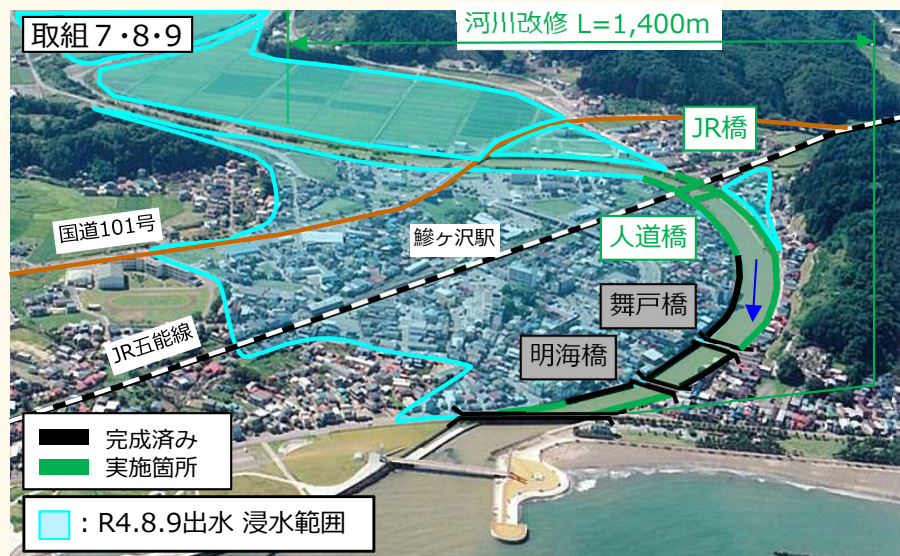 取組７・８・９
河川改修 L=1,400m
JR橋
国道101号
鰺ヶ沢駅
人道橋
舞戸橋
JR五能線
明海橋
完成済み
実施箇所
：R4.8.9出水 浸水範囲